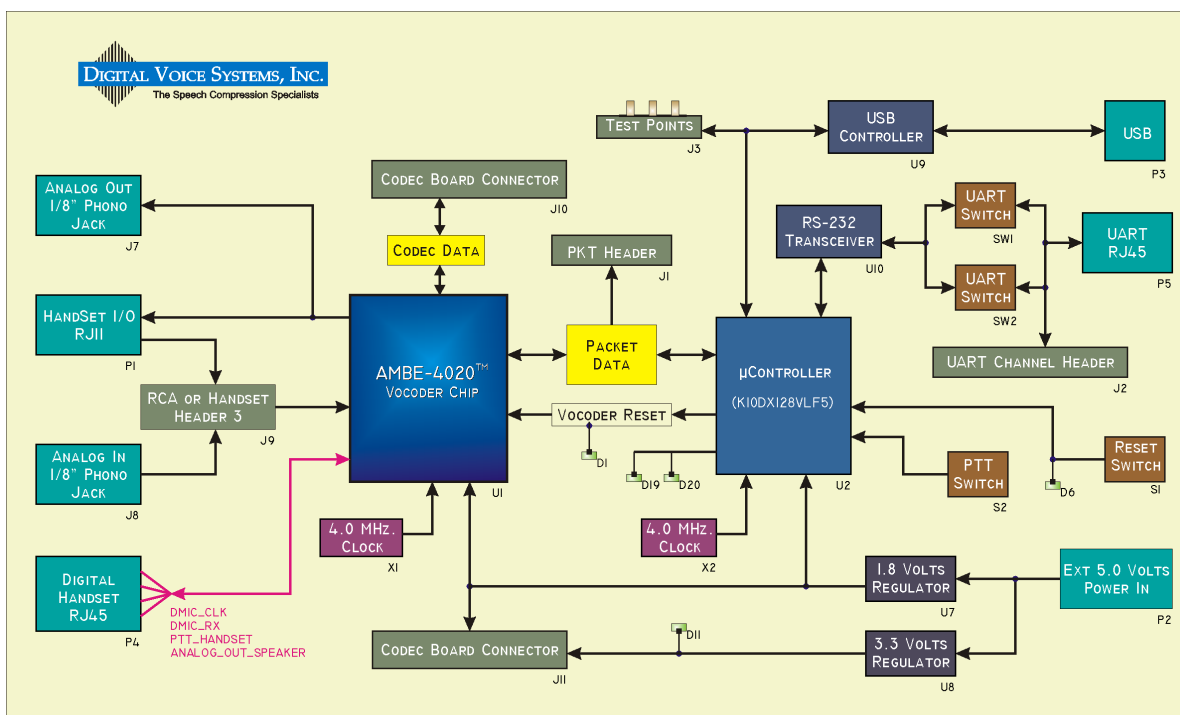 DIGITAL VOICE SYSTEMS, INC.
The Speech Compression Specialists
TEST POINTS
J3
USB
CONTROLLER
U9
USB
P3
CODEC BOARD CONNECTOR
J10
ANALOG OUT
1/8" PHONO
JACK
J7
CODEC DATA
PKT HEADER
J1
RS-232
TRANSCEIVER
U10
UART
SWITCH
SW1
UART
SWITCH
SW2
UART
RJ45
P5
HANDSET I/O
RJ11
P1
AMBE-4020™
VOCODER CHIP
U1
PACKET
DATA
µCONTROLLER
(K10DX128VLF5)
U2
UART CHANNEL HEADER
J2
RCA OR HANDSET
HEADER 3
J9
VOCODER RESET
D1
D19
D20
ANALOG IN
1/8" PHONO
JACK
J8
PTT
SWITCH
S2
D6
RESET
SWITCH
S1
4.0 MHZ.
CLOCK
X1
4.0 MHZ.
CLOCK
X2
DIGITAL
HANDSET
RJ45
P4
DMIC_CLK
DMIC_RX
PTT_HANDSET
ANALOG_OUT_SPEAKER
1.8 VOLTS
REGULATOR
U7
EXT 5.0 VOLTS
POWER IN
P2
CODEC BOARD CONNECTOR
J11
D11
3.3 VOLTS
REGULATOR
U8